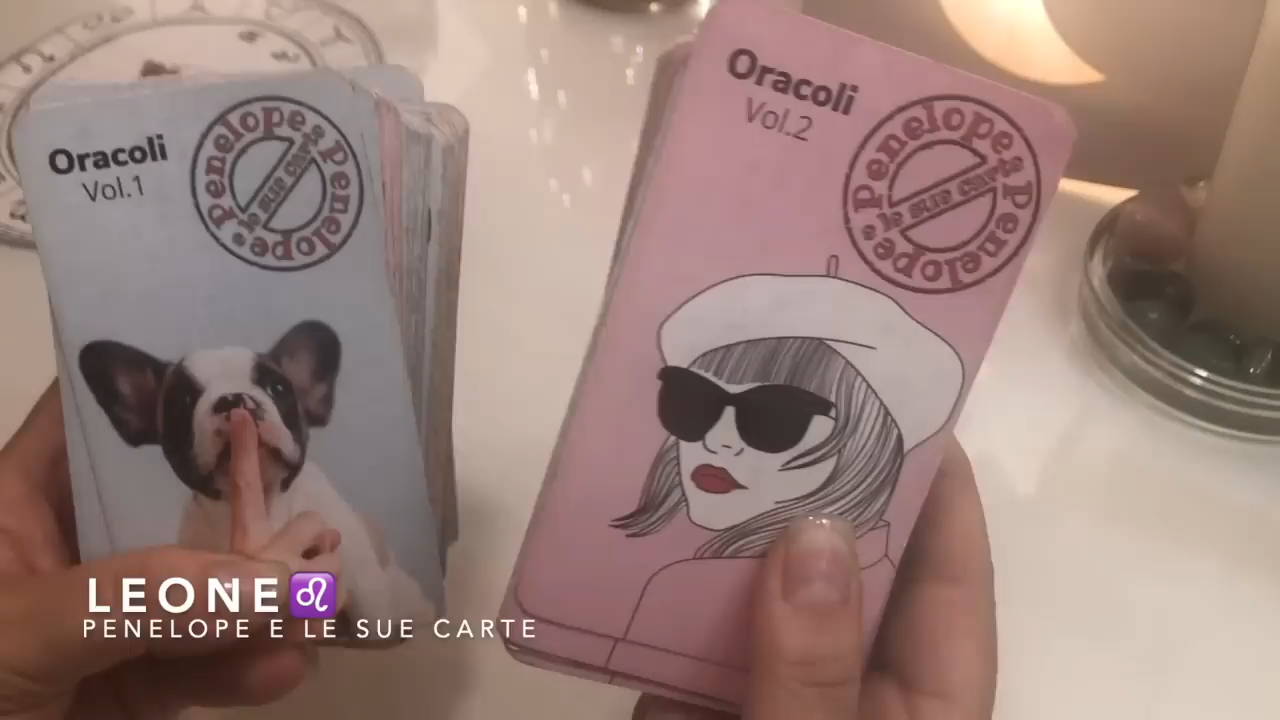 Oracoli
Vol.1
Penelope e Penelope e
le sue carte
Oracoli
Vol.2
Penelope e Penelope e
le sue carte
LEONE♌
PENELOPE E LE SUE CARTE